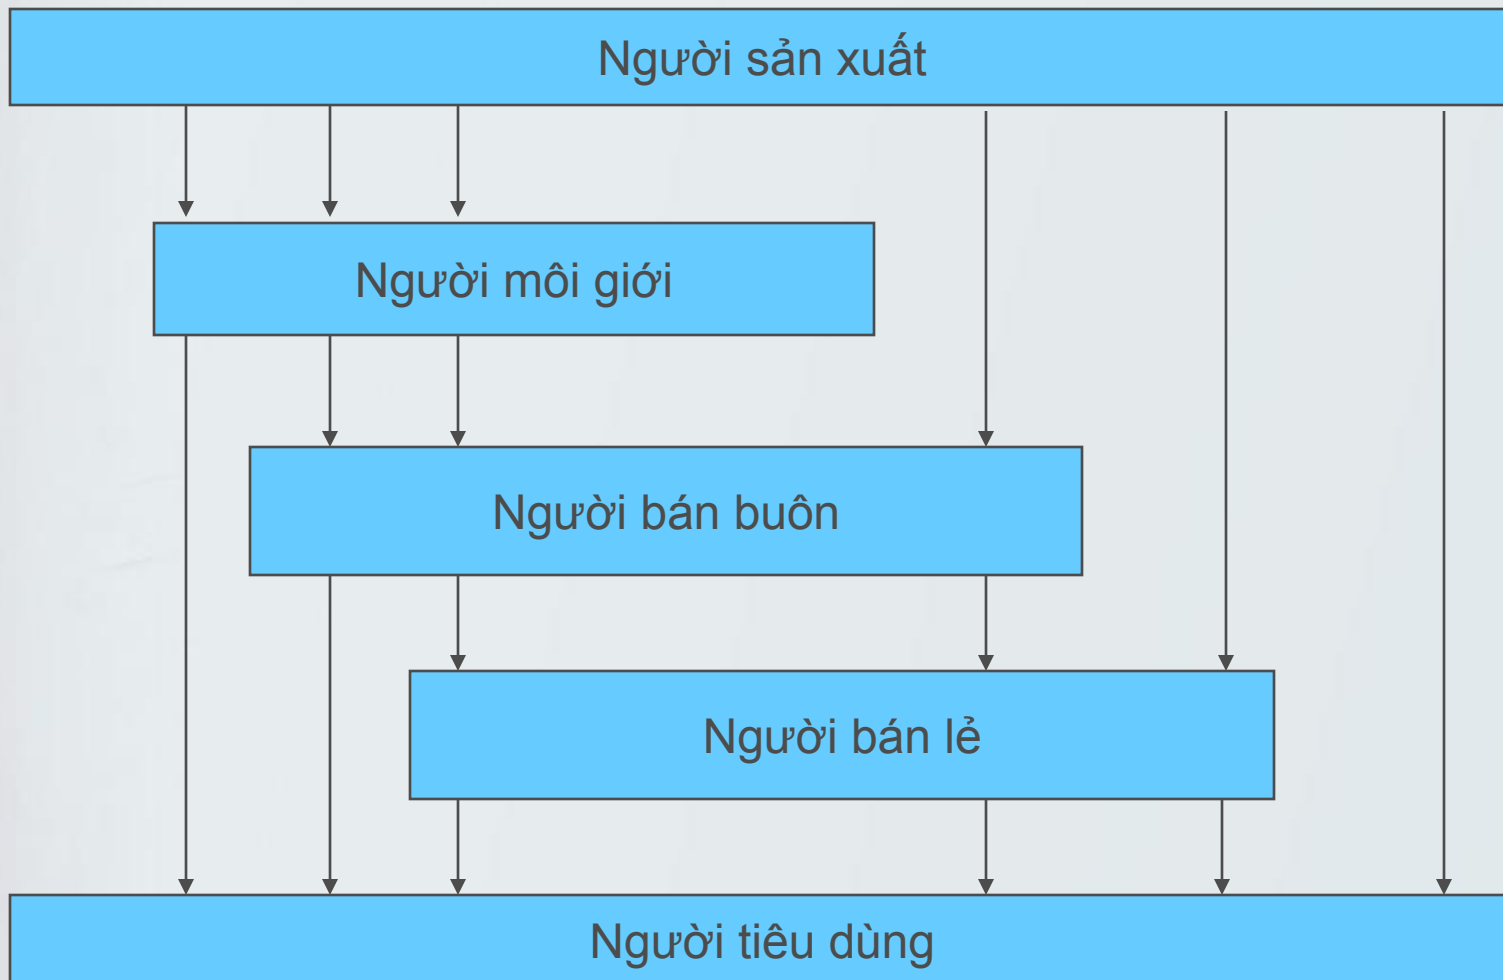 Người sản xuất
Người môi giới
Người bán buôn
Người bán lẻ
Người tiêu dùng